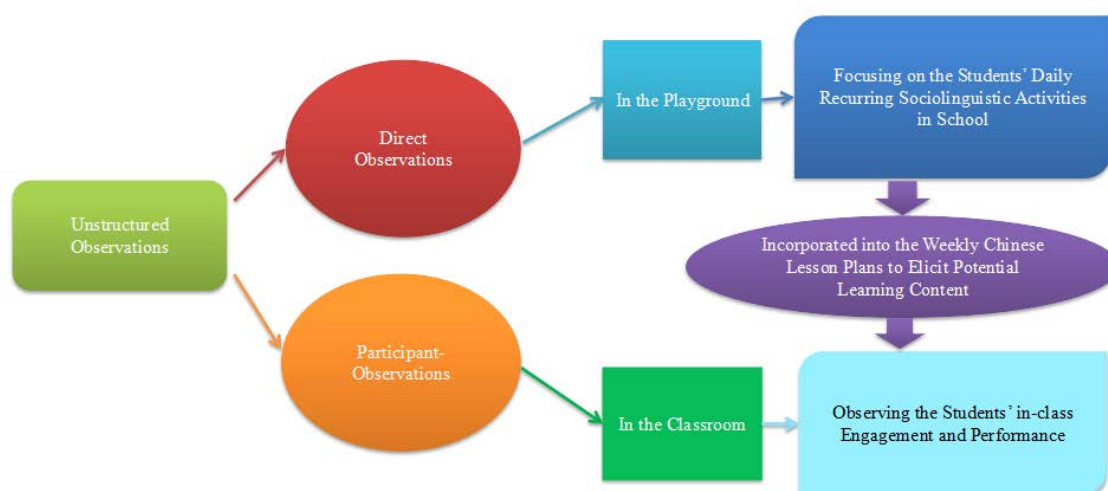 Unstructured
Observations
Direct
Observations
In the Playground
Focusing on the Students’ Daily
Recurring Sociolinguistic Activities
in School
Incorporated into the Weekly Chinese
Lesson Plans to Elicit Potential
Learning Content
Participant-
Observations
In the Classroom
Observing the Students’ in-class
Engagement and Performance